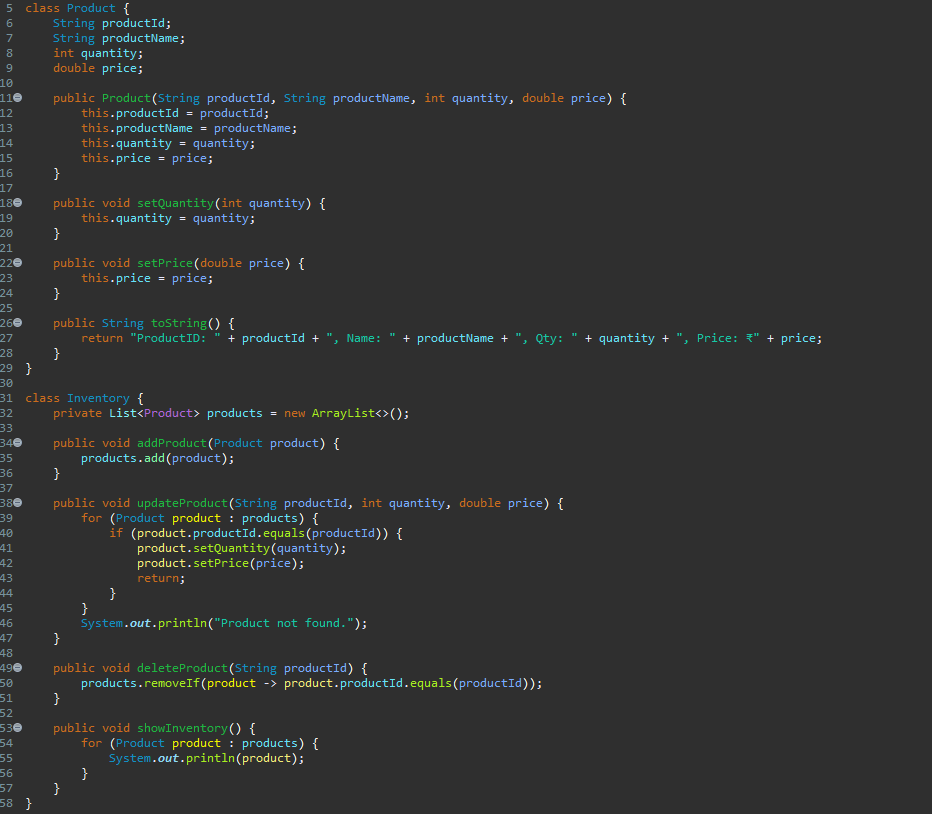 5 class Product {
6     String productId;
7     String productName;
8     int quantity;
9     double price;
10
11     public Product(String productId, String productName, int quantity, double price) {
12         this.productId = productId;
13         this.productName = productName;
14         this.quantity = quantity;
15         this.price = price;
16     }
17
18     public void setQuantity(int quantity) {
19         this.quantity = quantity;
20     }
21
22     public void setPrice(double price) {
23         this.price = price;
24     }
25
26     public String toString() {
27         return "ProductID: " + productId + ", Name: " + productName + ", Qty: " + quantity + ", Price: ₹" + price;
28     }
29 }
30
31 class Inventory {
32     private List<Product> products = new ArrayList<>();
33
34     public void addProduct(Product product) {
35         products.add(product);
36     }
37
38     public void updateProduct(String productId, int quantity, double price) {
39         for (Product product : products) {
40             if (product.productId.equals(productId)) {
41                 product.setQuantity(quantity);
42                 product.setPrice(price);
43                 return;
44             }
45         }
46         System.out.println("Product not found.");
47     }
48
49     public void deleteProduct(String productId) {
50         products.removeIf(product -> product.productId.equals(productId));
51     }
52
53     public void showInventory() {
54         for (Product product : products) {
55             System.out.println(product);
56         }
57     }
58 }